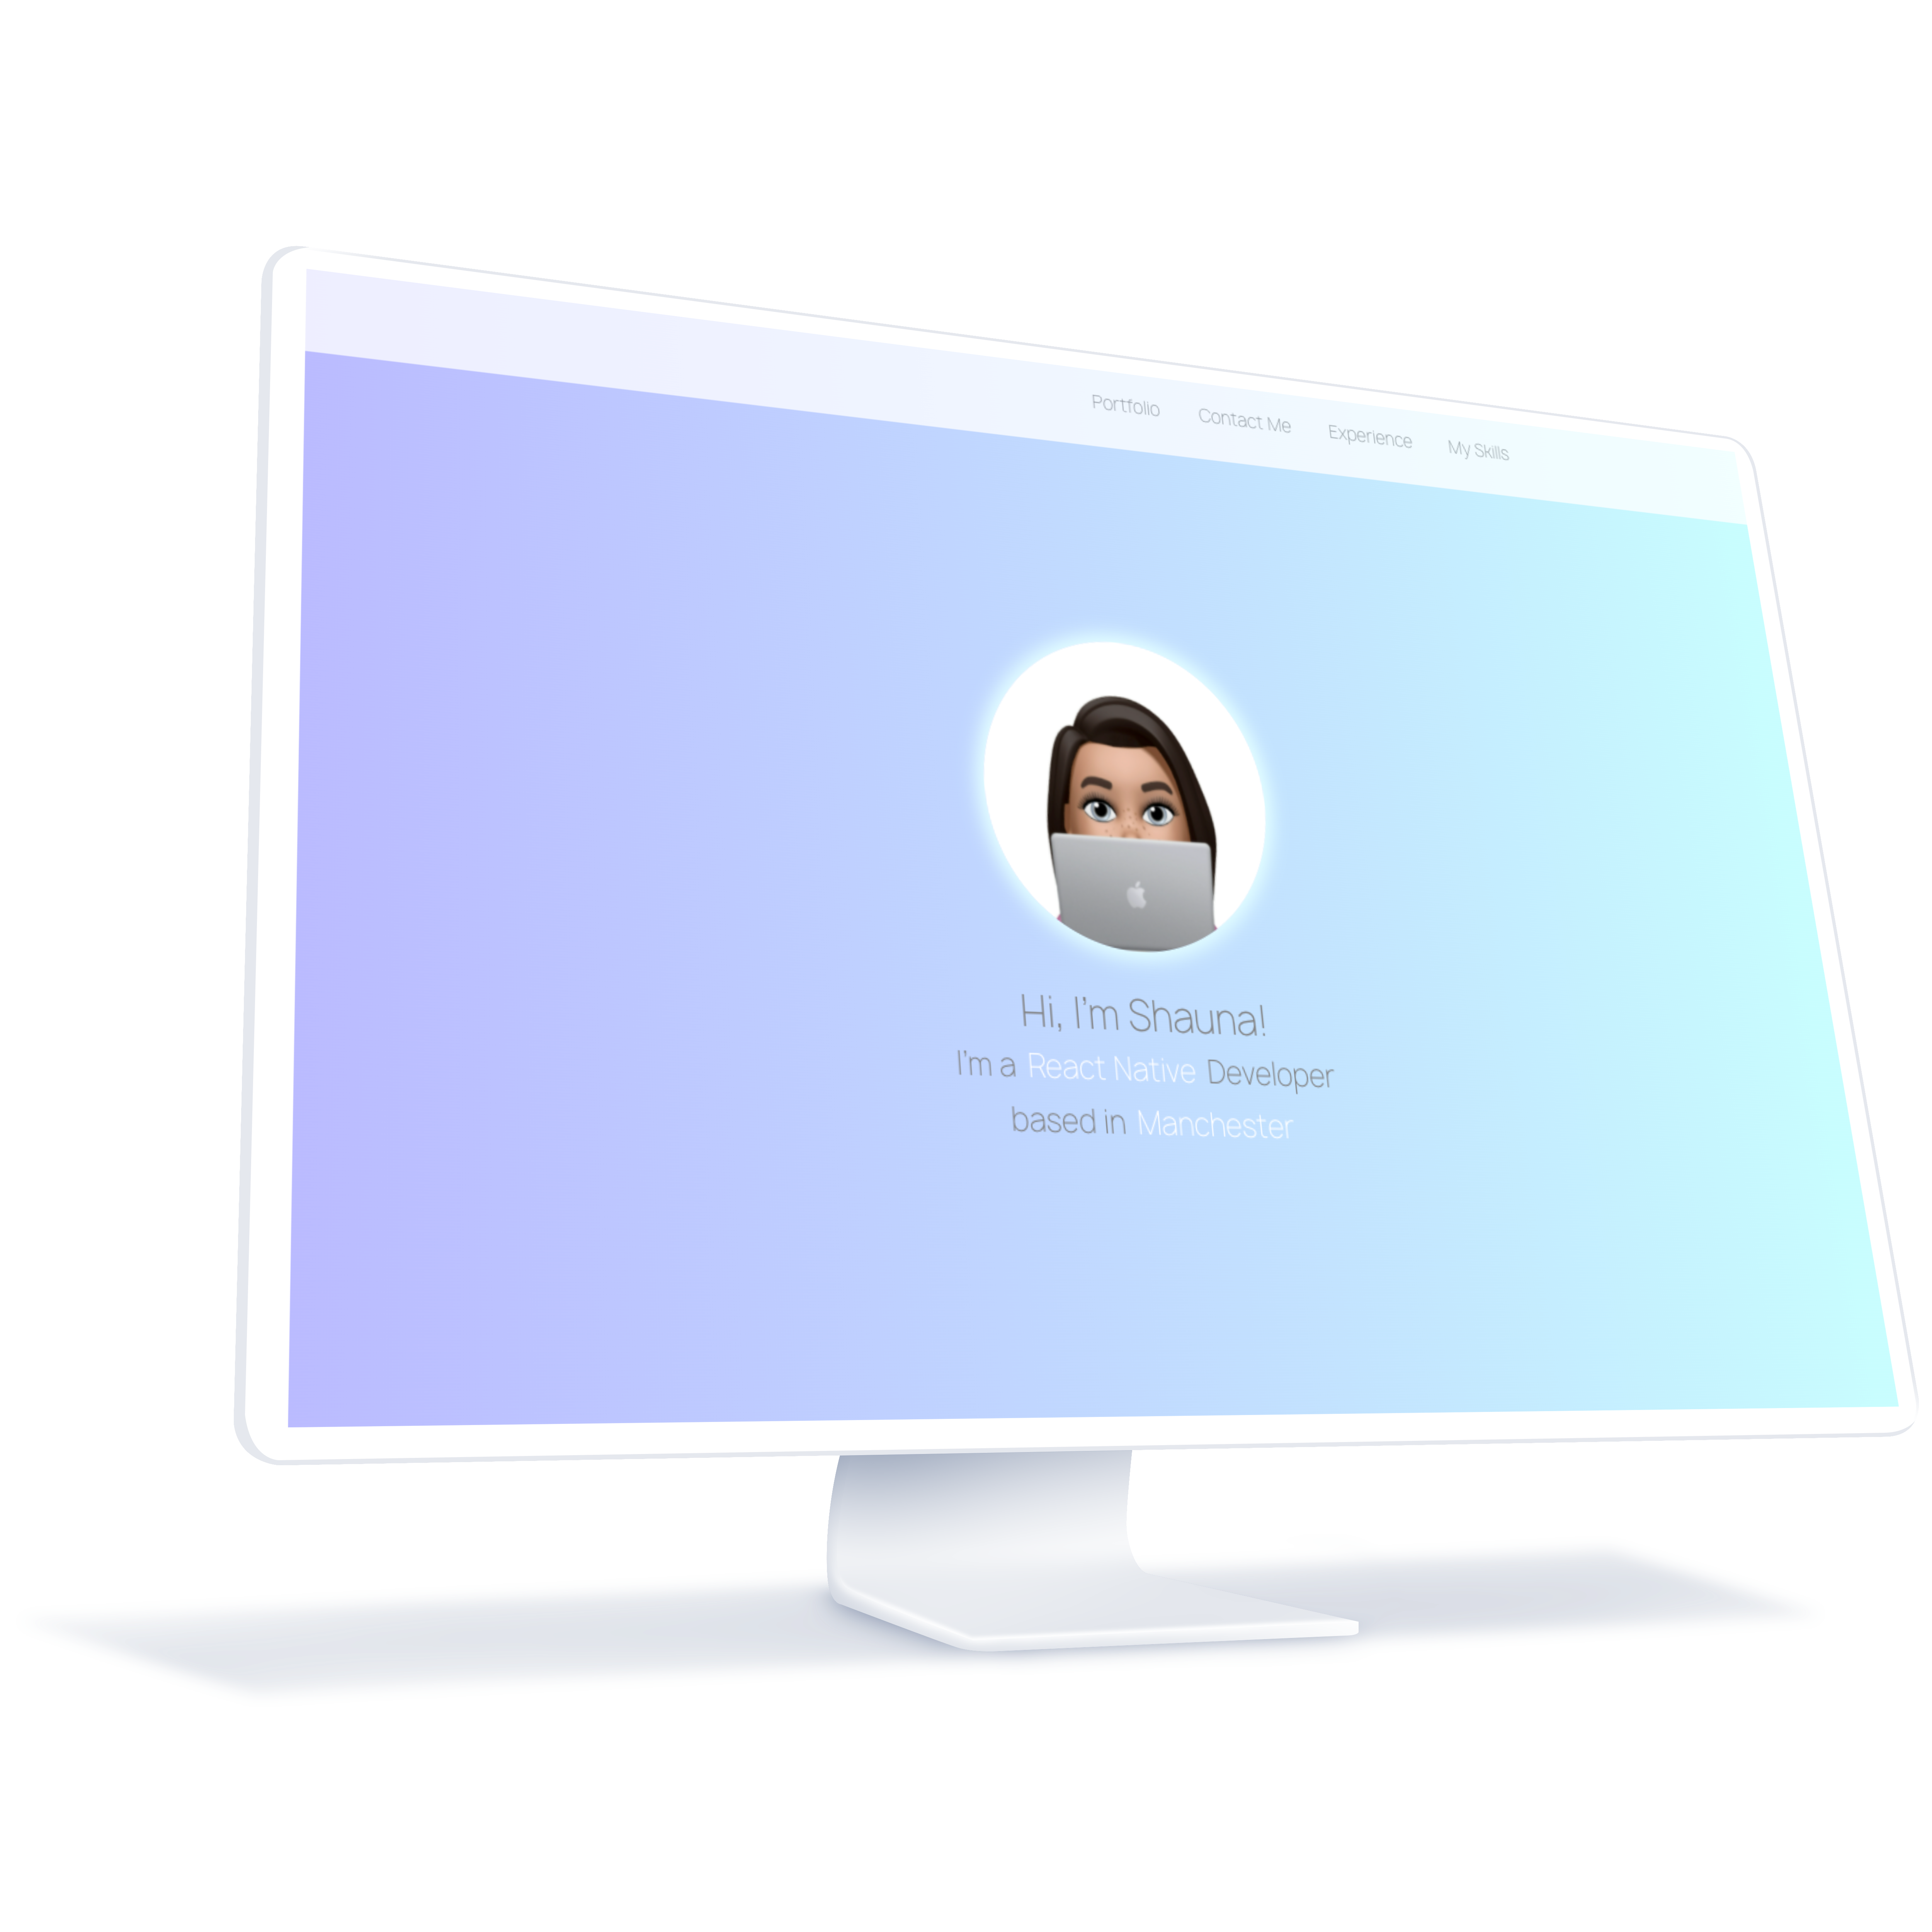 Portfolio Contact Me Experience My Skills
Hi, I'm Shauna!
I'm a React Native Developer
based in Manchester